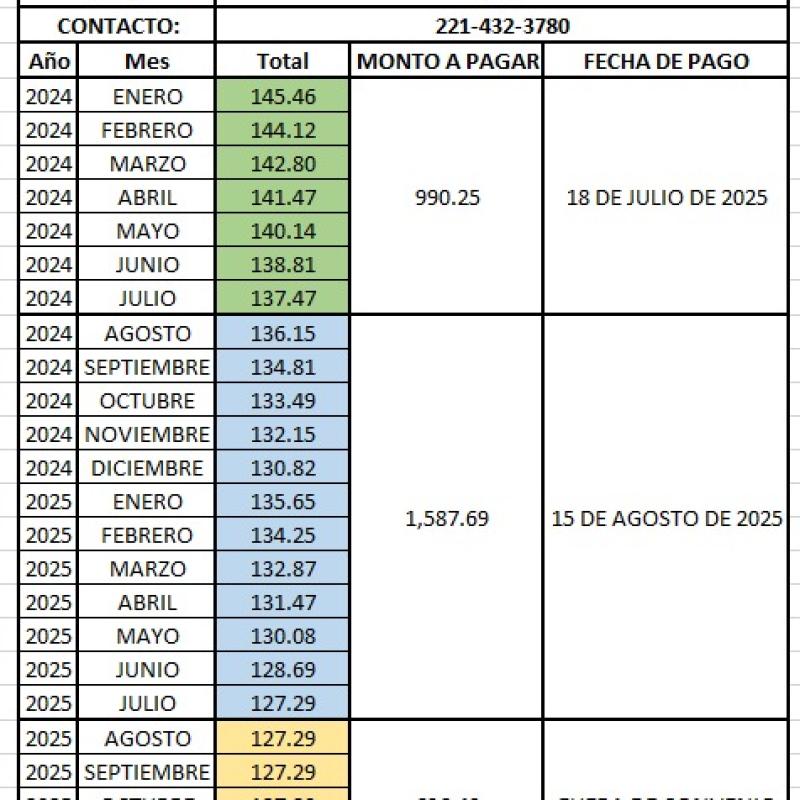 CONTACTO: 221-432-3780
Año Mes Total MONTO A PAGAR FECHA DE PAGO
2024 ENERO 145.46
2024 FEBRERO 144.12
2024 MARZO 142.80
2024 ABRIL 141.47 990.25 18 DE JULIO DE 2025
2024 MAYO 140.14
2024 JUNIO 138.81
2024 JULIO 137.47
2024 AGOSTO 136.15
2024 SEPTIEMBRE 134.81
2024 OCTUBRE 133.49
2024 NOVIEMBRE 132.15
2024 DICIEMBRE 130.82
2025 ENERO 135.65
1,587.69 15 DE AGOSTO DE 2025
2025 FEBRERO 134.25
2025 MARZO 132.87
2025 ABRIL 131.47
2025 MAYO 130.08
2025 JUNIO 128.69
2025 JULIO 127.29
2025 AGOSTO 127.29
2025 SEPTIEMBRE 127.29